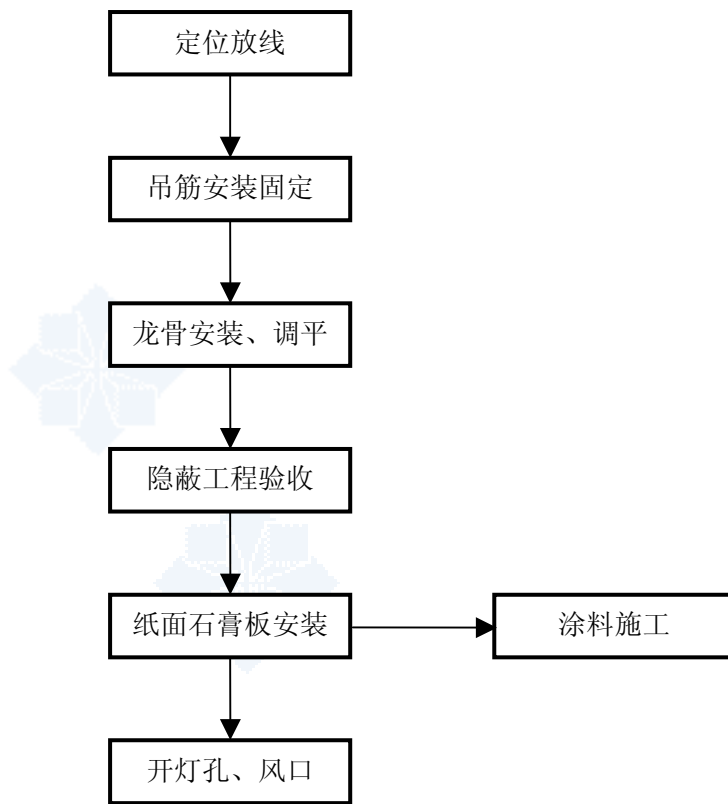 定位放线
吊筋安装固定
龙骨安装、调平
隐蔽工程验收
纸面石膏板安装
涂料施工
开灯孔、风口